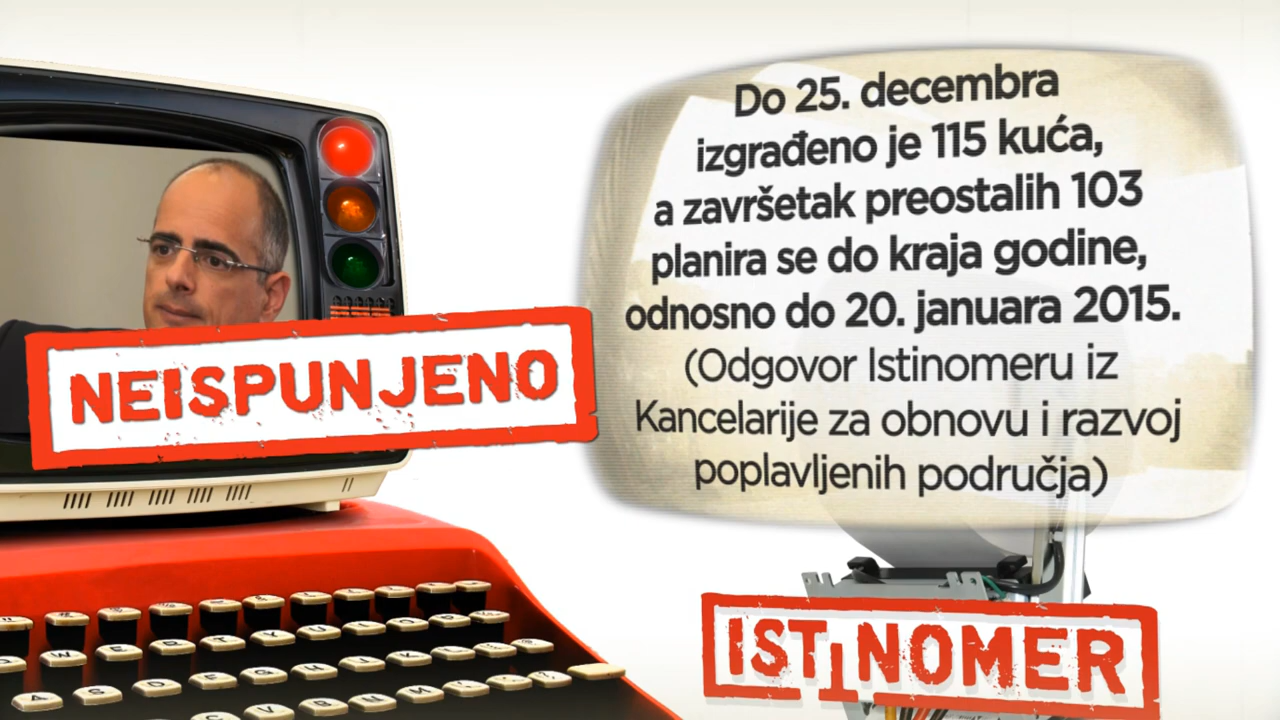 Do 25. decembra
izgrađeno je 115 kuća,
a završetak preostalih 103
planira se do kraja godine,
odnosno do 20. januara 2015.
(Odgovor Istinomeru iz
Kancelarije za obnovu i razvoj
poplavljenih područja)
NEISPUNJENO
ISTINOMER